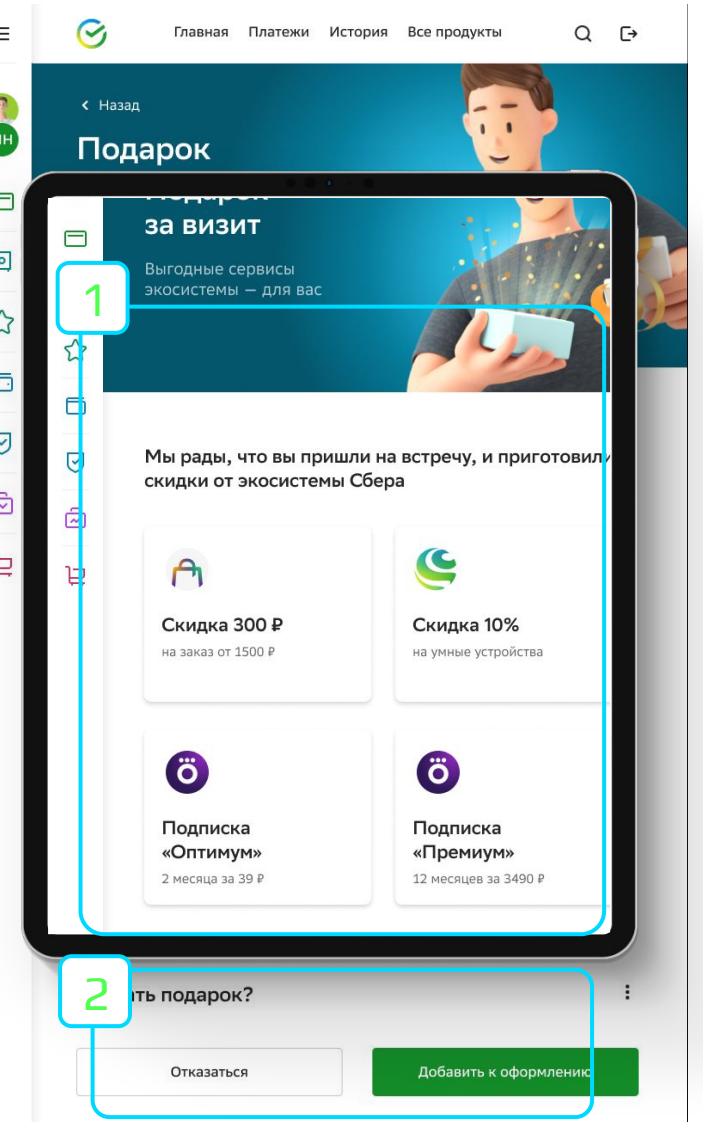 Главная Платежи История Все продукты
Назад
Подарок
Подарок
за визит
Выгодные сервисы
экосистемы – для вас
1
Мы рады, что вы пришли на встречу, и приготовили
скидки от экосистемы Сбера
Скидка 300 ₽
на заказ от 1500 ₽
Скидка 10%
на умные устройства
Подписка
«Оптимум»
2 месяца за 39 ₽
Подписка
«Премиум»
12 месяцев за 3490 ₽
2
ть подарок?
Отказаться
Добавить к оформлению